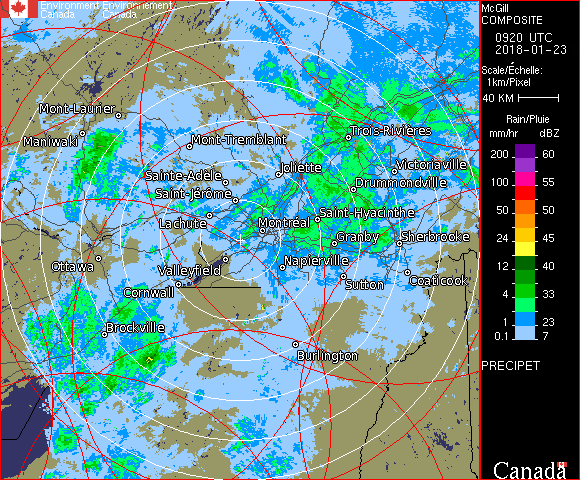 Environment Environnement
Canada Canada
McGill
COMPOSITE
0920 UTC
2018-01-23
Scale/Échelle:
1km/Pixel
40 KM
Rain/Pluie
mm/hr dBZ
200 60
100 55
50 50
24 45
12 40
4 33
1 23
0.1 7
PRECIPET
Mont-Laurier
Maniwaki
Mont-Tremblant
Trois-Rivières
Sainte-Adèle
Joliette
Victoriaville
Saint-Jérôme
Drummondville
Lachute
Montréal
Saint-Hyacinthe
Granby
Sherbrooke
Ottawa
Valleyfield
Napierville
Cornwall
Sutton
Coaticook
Brockville
Burlington
Canada